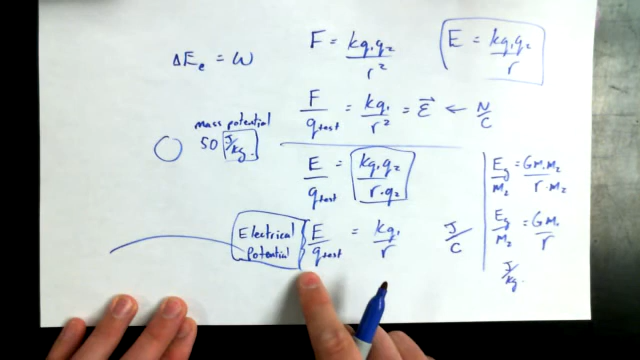 ΔEₑ = W
F = kq₁q₂/r²
E = kq₁q₂/r
F/qtest = kq₁/r² = ε⃗ ← N/C
mass potential
50 J/kg.
E/qtest = kq₁q₂/r·q₂
Electrical Potential
E/qtest = kq₁/r J/C
Eg/M₂ = GM₁M₂/r·M₂
Eg/M₂ = GM₁/r
J/kg.